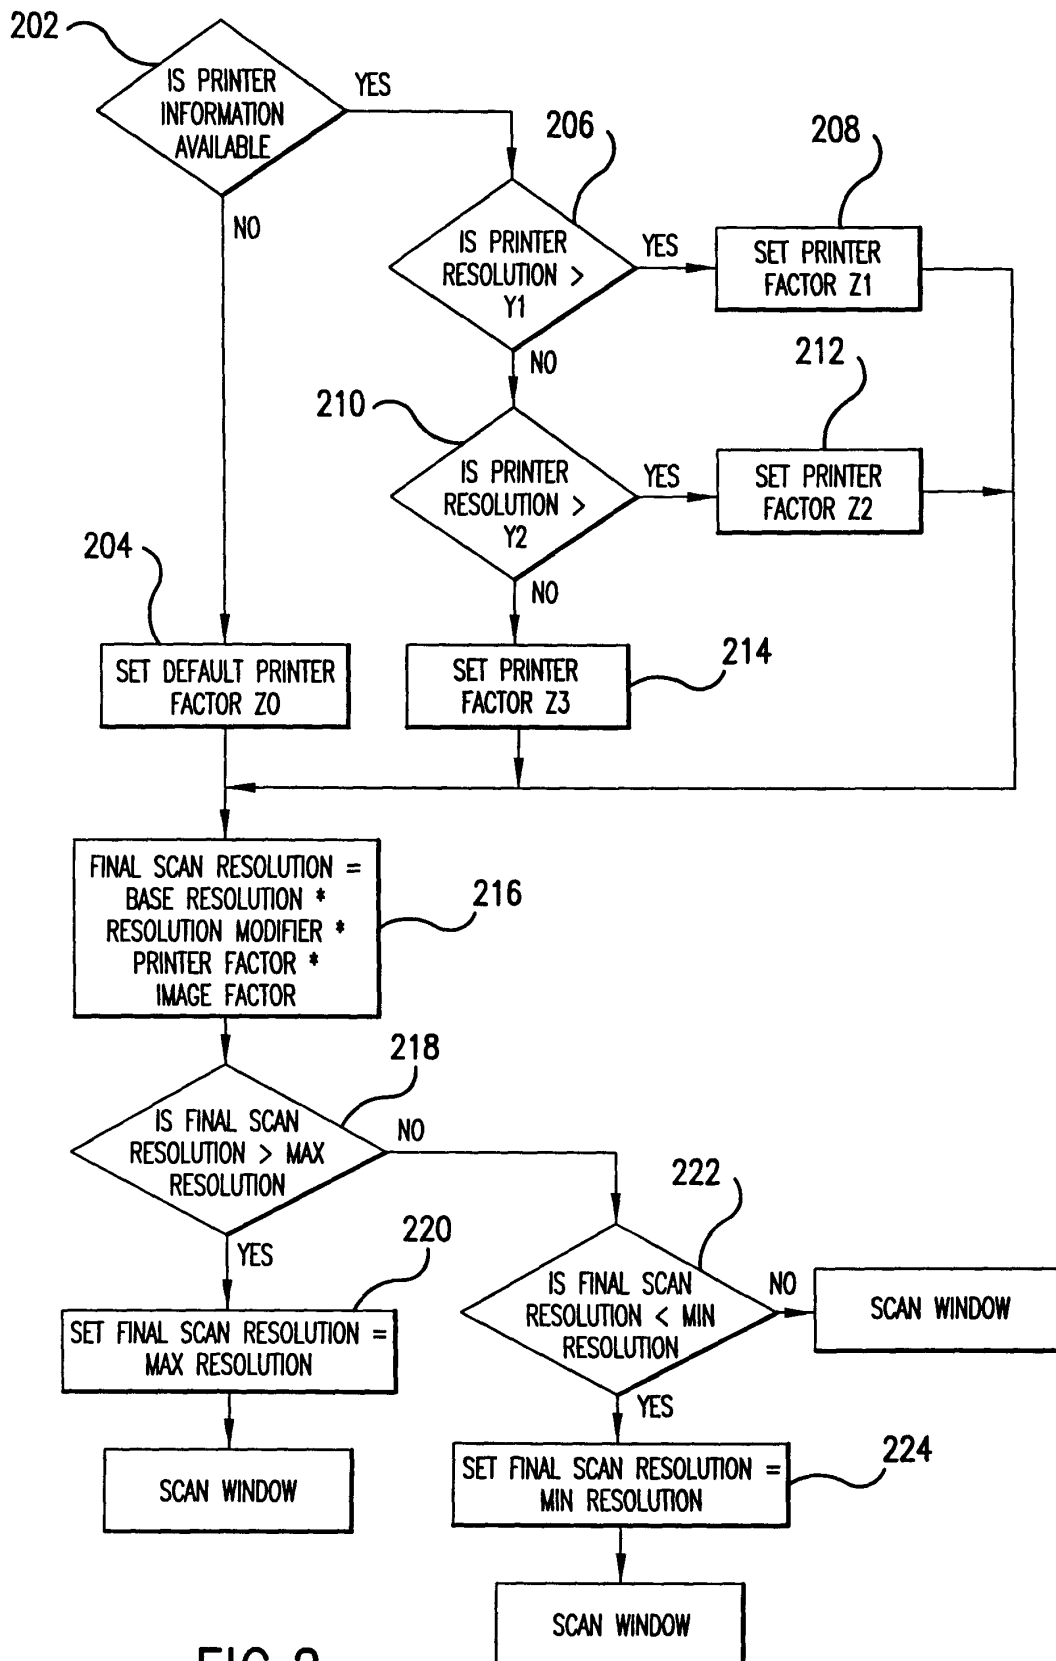 202
IS PRINTER
INFORMATION
AVAILABLE
YES
NO
206
IS PRINTER
RESOLUTION >
Y1
YES
NO
208
SET PRINTER
FACTOR Z1
210
IS PRINTER
RESOLUTION >
Y2
YES
NO
212
SET PRINTER
FACTOR Z2
204
SET DEFAULT PRINTER
FACTOR Z0
SET PRINTER
FACTOR Z3
214
FINAL SCAN RESOLUTION =
BASE RESOLUTION *
RESOLUTION MODIFIER *
PRINTER FACTOR *
IMAGE FACTOR
216
218
IS FINAL SCAN
RESOLUTION > MAX
RESOLUTION
NO
YES
220
SET FINAL SCAN RESOLUTION =
MAX RESOLUTION
SCAN WINDOW
222
IS FINAL SCAN
RESOLUTION < MIN
RESOLUTION
NO
SCAN WINDOW
YES
SET FINAL SCAN RESOLUTION =
MIN RESOLUTION
224
SCAN WINDOW